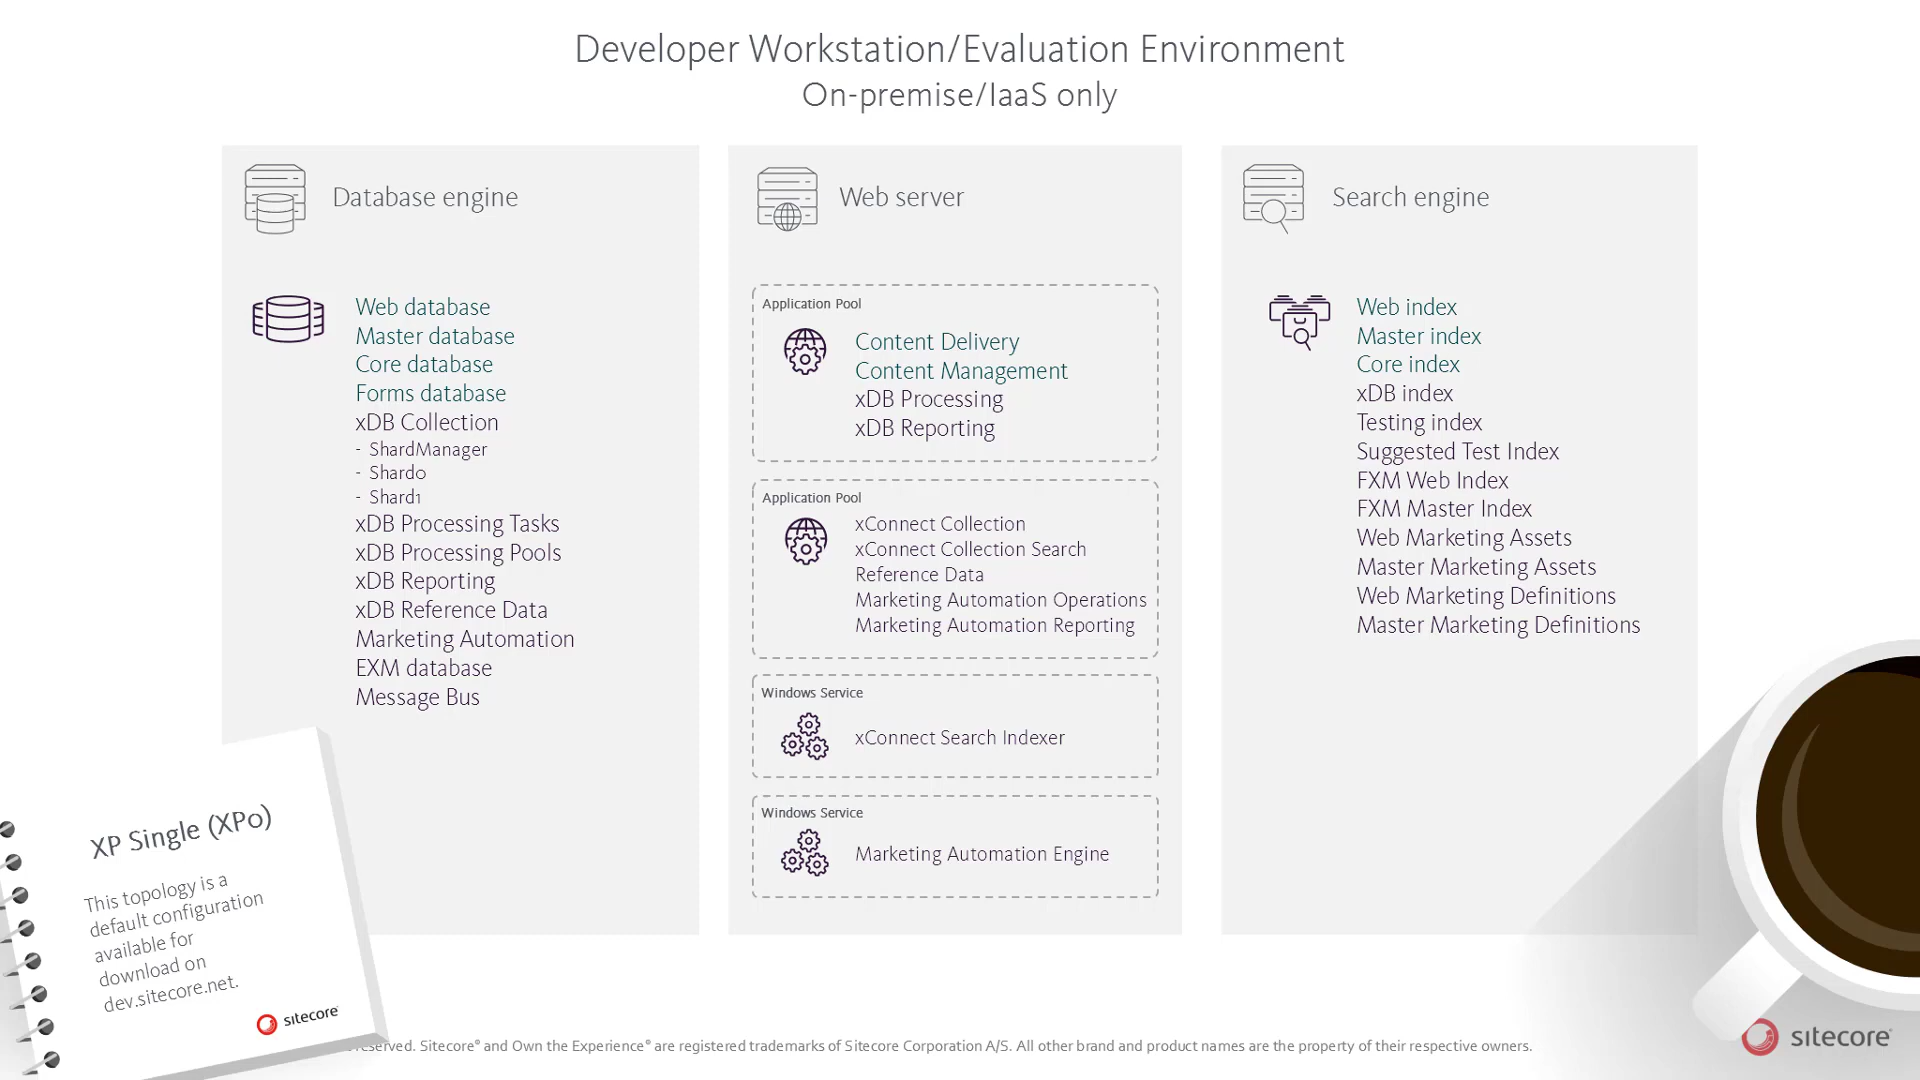 Developer Workstation/Evaluation Environment
On-premise/IaaS only
Database engine
Web database
Master database
Core database
Forms database
xDB Collection
- ShardManager
- Shard0
- Shard1
xDB Processing Tasks
xDB Processing Pools
xDB Reporting
xDB Reference Data
Marketing Automation
EXM database
Message Bus
Web server
Application Pool
Content Delivery
Content Management
xDB Processing
xDB Reporting
Application Pool
xConnect Collection
xConnect Collection Search
Reference Data
Marketing Automation Operations
Marketing Automation Reporting
Windows Service
xConnect Search Indexer
Windows Service
Marketing Automation Engine
Search engine
Web index
Master index
Core index
xDB index
Testing index
Suggested Test Index
FXM Web Index
FXM Master Index
Web Marketing Assets
Master Marketing Assets
Web Marketing Definitions
Master Marketing Definitions
XP Single (XP0)
This topology is a
default configuration
available for
download on
dev.sitecore.net.
sitecore
reserved. Sitecore® and Own the Experience® are registered trademarks of Sitecore Corporation A/S. All other brand and product names are the property of their respective owners.
sitecore